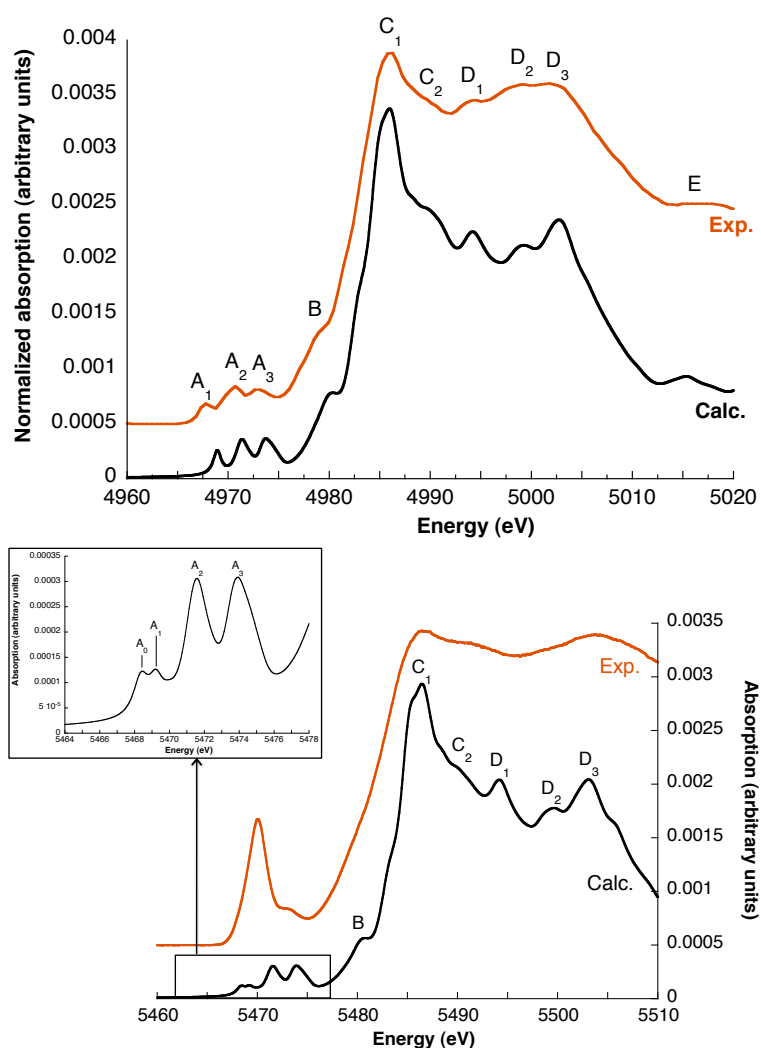 Normalized absorption (arbitrary units)
0.004
0.0035
0.003
0.0025
0.002
0.0015
0.001
0.0005
0
C1
C2
D1
D2
D3
E
Exp.
B
A1
A2
A3
Calc.
4960 4970 4980 4990 5000 5010 5020
Energy (eV)
Absorption (arbitrary units)
0.00035
0.0003
0.00025
0.0002
0.00015
0.0001
5 10-5
0
A0
A1
A2
A3
5464 5466 5468 5470 5472 5474 5476 5478
Energy (eV)
Exp.
C1
C2
D1
D2
D3
Calc.
B
0.0035
0.003
0.0025
0.002
0.0015
0.001
0.0005
0
Absorption (arbitrary units)
5460 5470 5480 5490 5500 5510
Energy (eV)